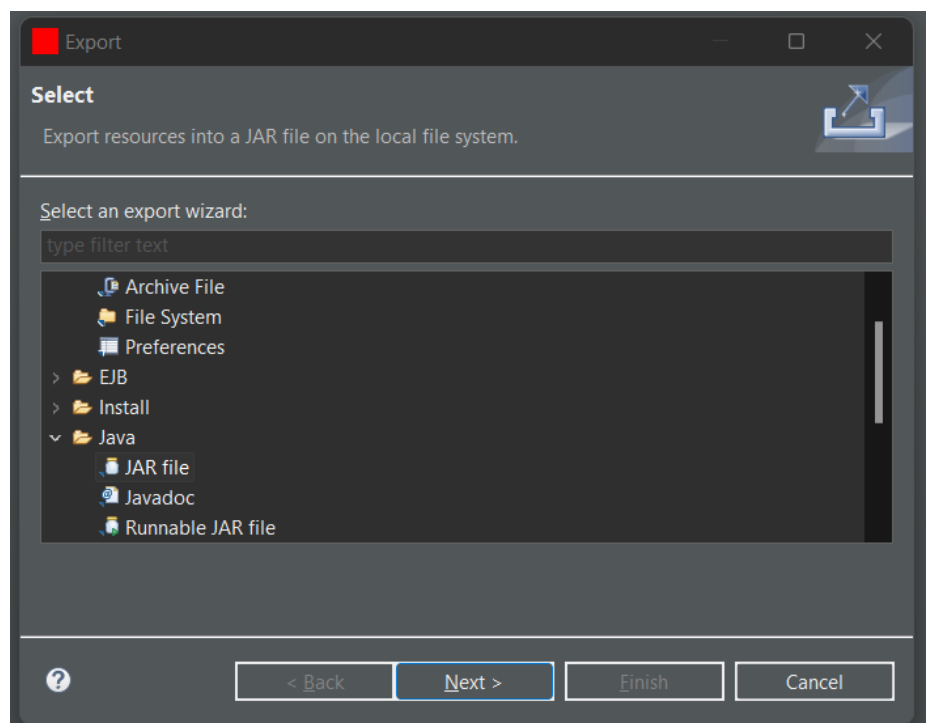 Export
Select
Export resources into a JAR file on the local file system.
Select an export wizard:
type filter text
Archive File
File System
Preferences
EJB
Install
Java
JAR file
Javadoc
Runnable JAR file
? < Back Next > Finish Cancel